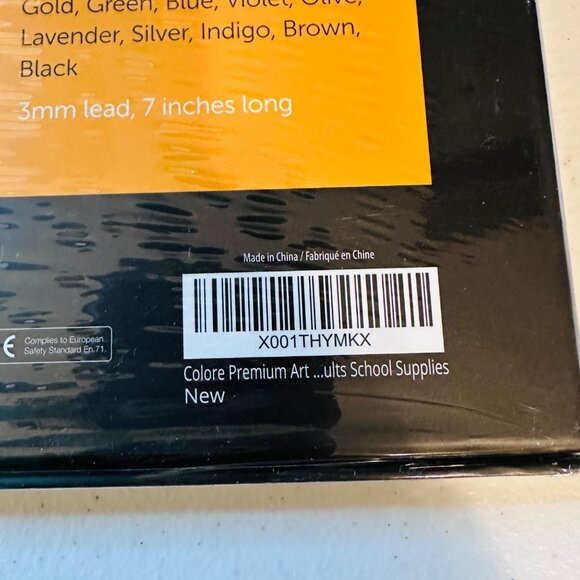 Gold, Green, Blue, Violet, Olive,
Lavender, Silver, Indigo, Brown,
Black
3mm lead, 7 inches long
Made in China / Fabriqué en Chine
X001THYMKX
CE Complies to European
Safety Standard En.71.
Colore Premium Art ...ults School Supplies
New